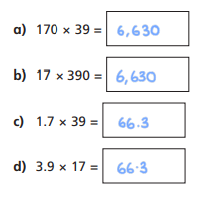 a) 170 × 39 = 6,630
b) 17 × 390 = 6,630
c) 1.7 × 39 = 66.3
d) 3.9 × 17 = 66.3